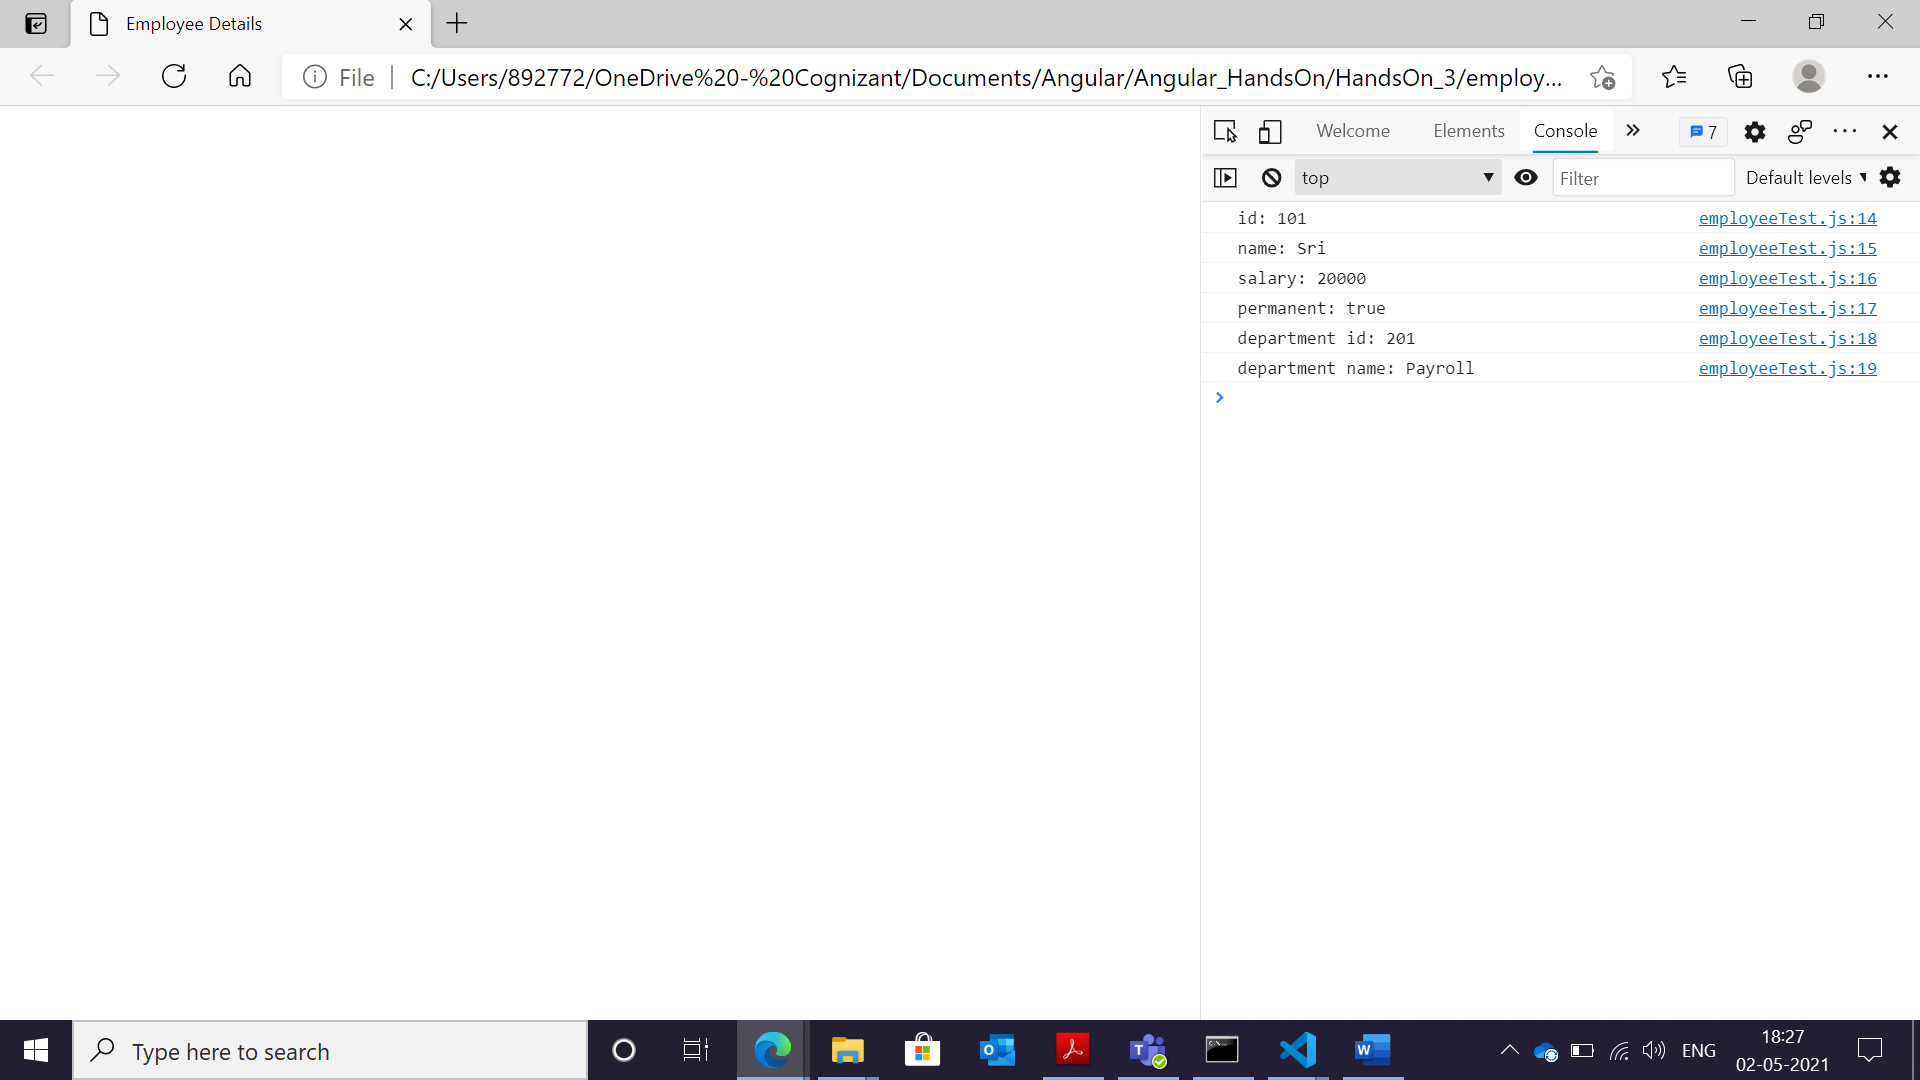 Employee Details
File
C:/Users/892772/OneDrive%20-%20Cognizant/Documents/Angular/Angular_HandsOn/HandsOn_3/employ...
Welcome Elements Console 7
top Filter Default levels
id: 101 employeeTest.js:14
name: Sri employeeTest.js:15
salary: 20000 employeeTest.js:16
permanent: true employeeTest.js:17
department id: 201 employeeTest.js:18
department name: Payroll employeeTest.js:19
Type here to search
ENG
18:27
02-05-2021